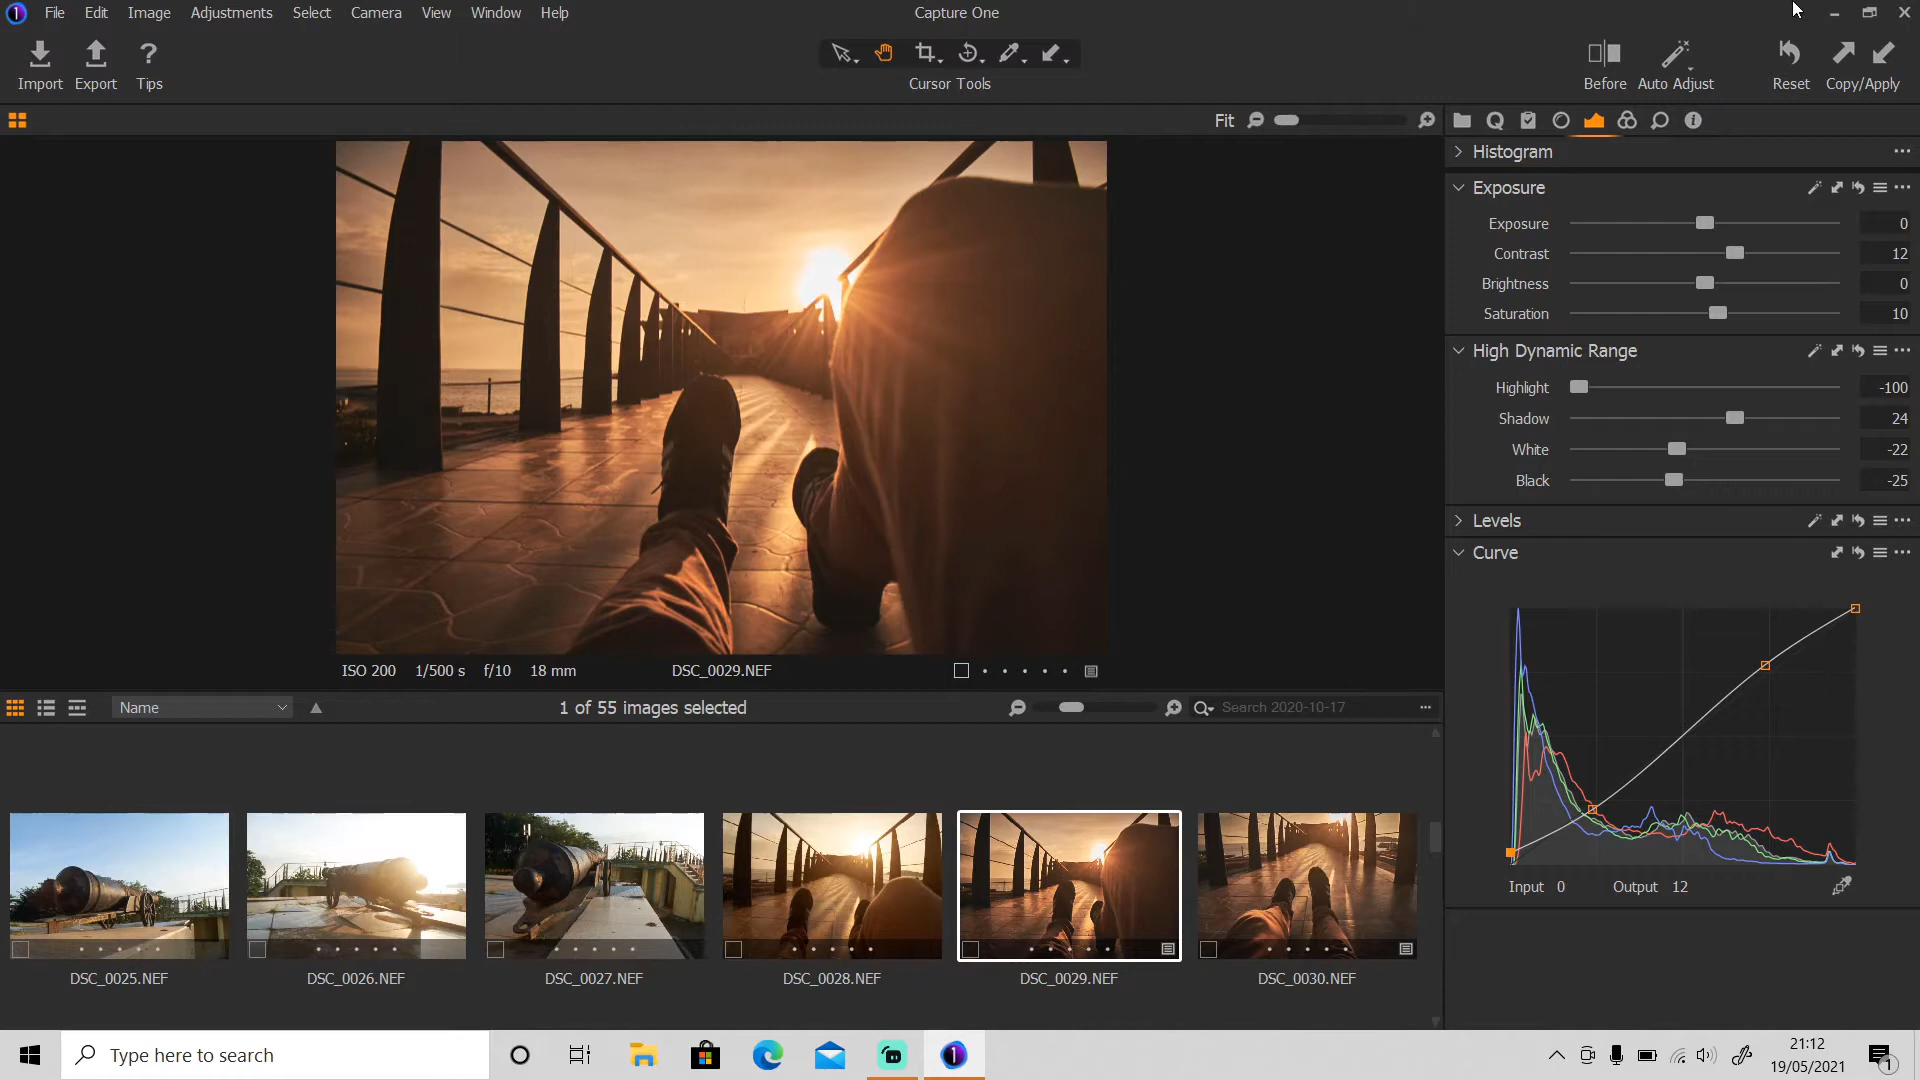 File Edit Image Adjustments Select Camera View Window Help
Capture One
Import Export Tips
Cursor Tools
Before Auto Adjust Reset Copy/Apply
Fit
Histogram
Exposure
Exposure 0
Contrast 12
Brightness 0
Saturation 10
High Dynamic Range
Highlight -100
Shadow 24
White -22
Black -25
Levels
Curve
Input 0 Output 12
ISO 200 1/500 s f/10 18 mm DSC_0029.NEF
Name
1 of 55 images selected
Search 2020-10-17
DSC_0025.NEF
DSC_0026.NEF
DSC_0027.NEF
DSC_0028.NEF
DSC_0029.NEF
DSC_0030.NEF
Type here to search
21:12
19/05/2021
1